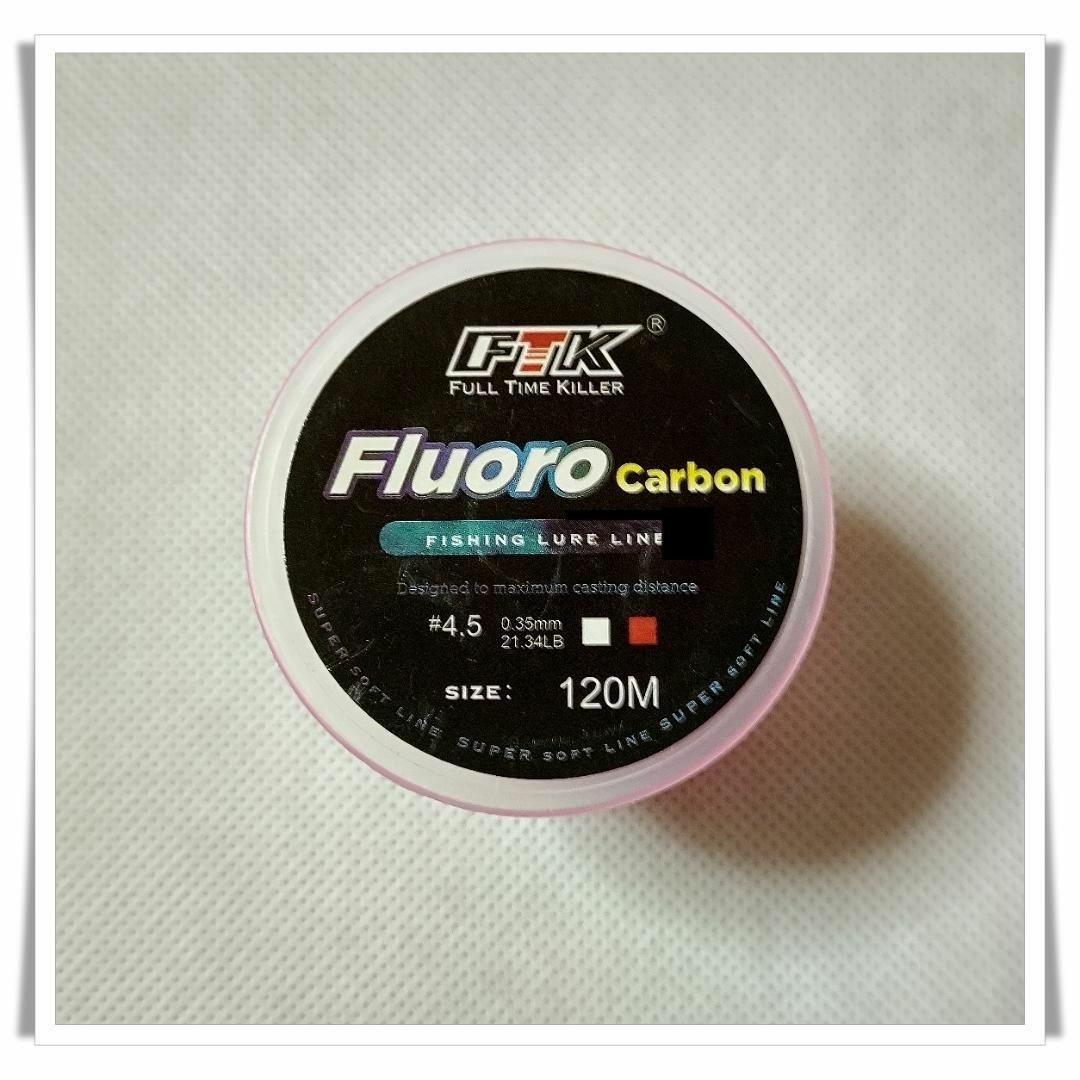 FTK®
FULL TIME KILLER
Fluoro Carbon
FISHING LURE LINE
Designed to maximum casting distance
#4.5 0.35mm
21.34LB
SIZE: 120M
SUPER SOFT LINE SUPER SOFT LINE SUPER SOFT LINE